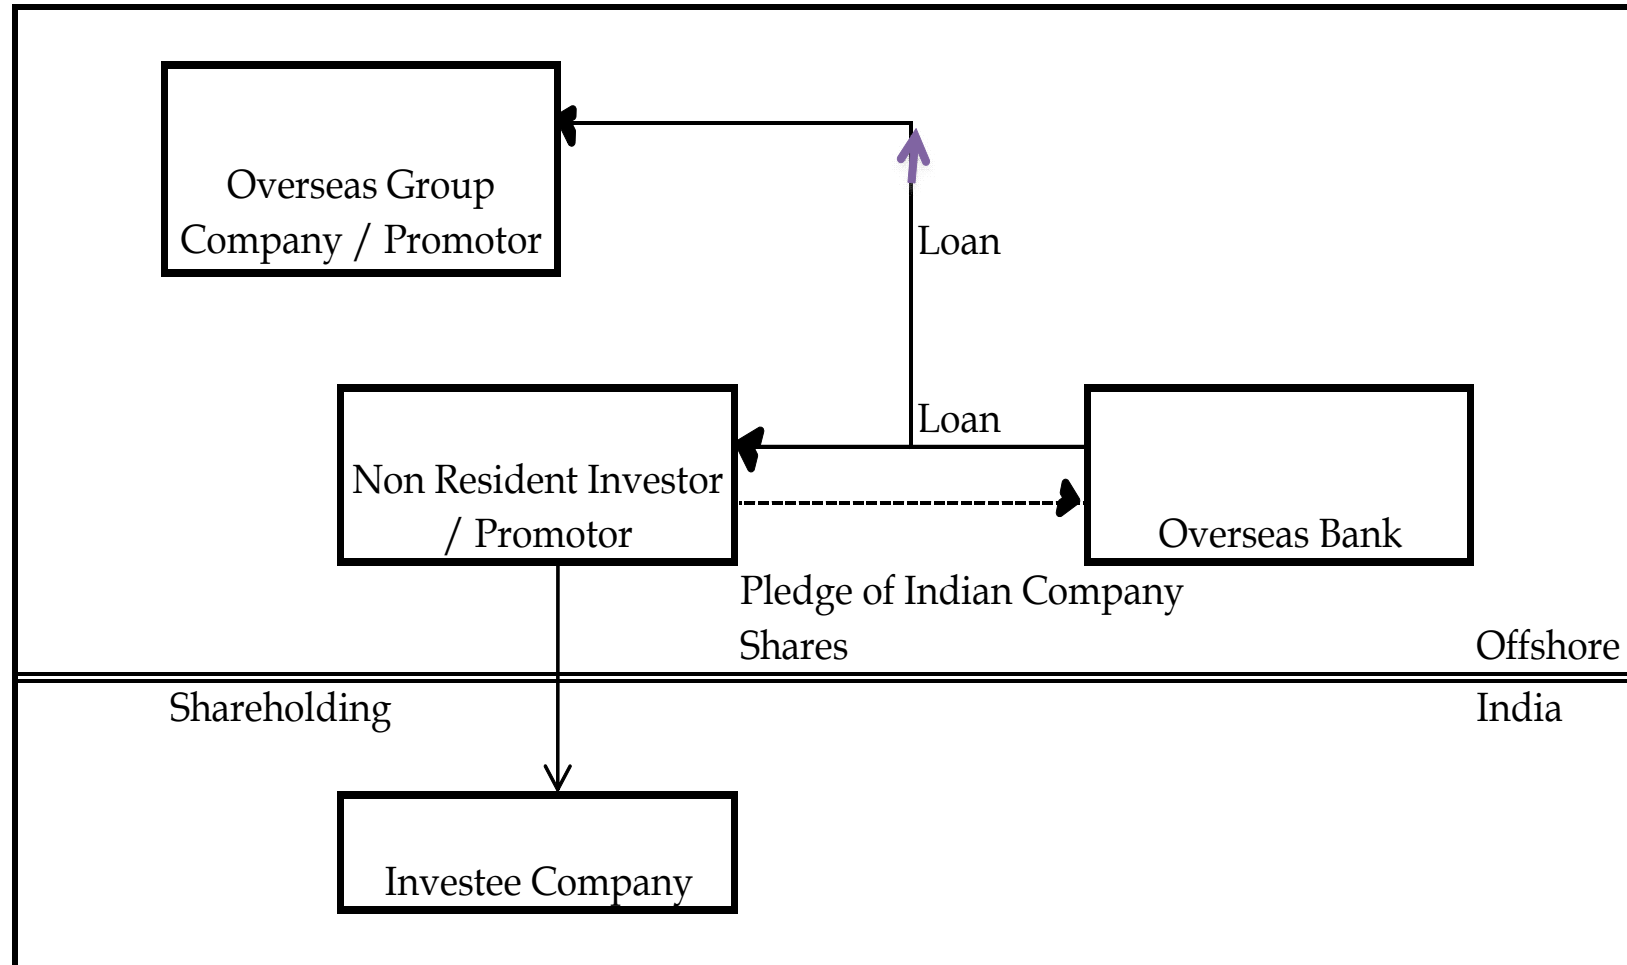 Overseas Group
Company / Promotor
Loan
Loan
Non Resident Investor
/ Promotor
Overseas Bank
Pledge of Indian Company
Shares
Offshore
Shareholding
India
Investee Company